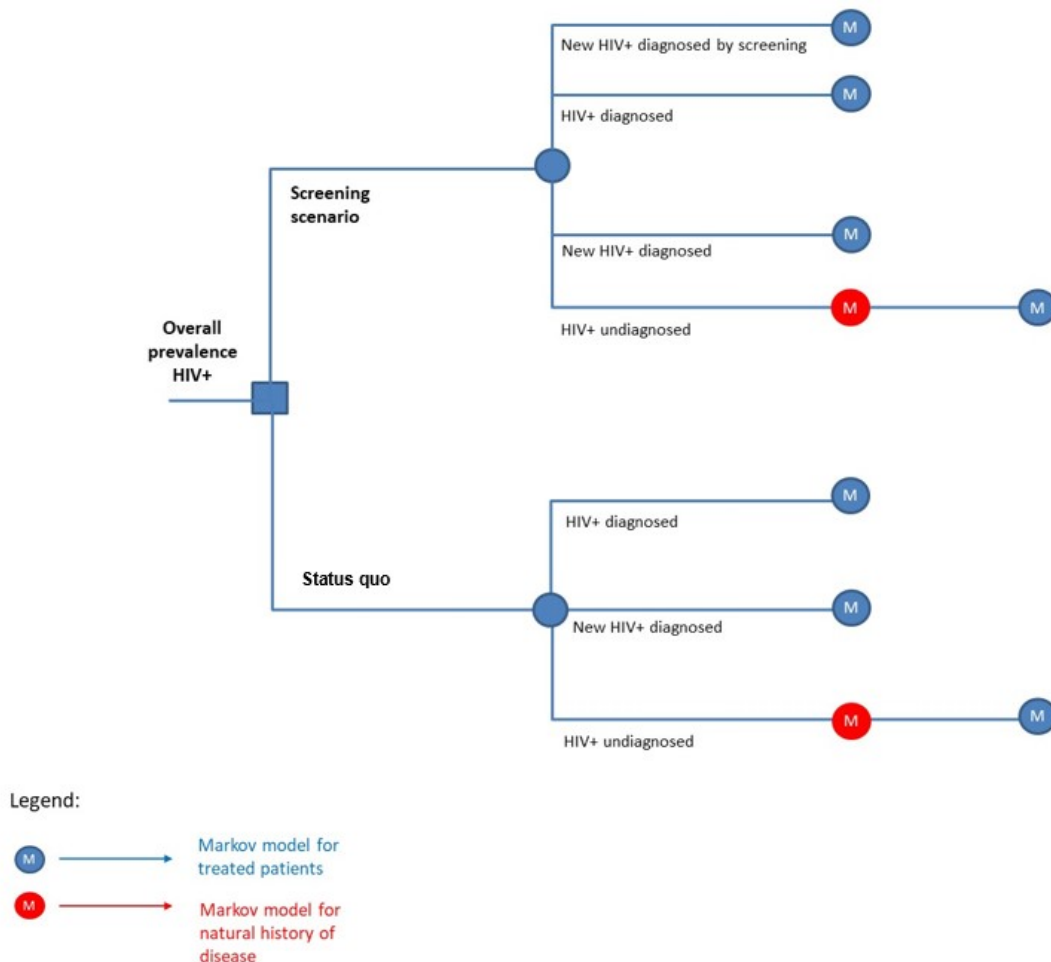 M
New HIV+ diagnosed by screening
M
HIV+ diagnosed
Screening
scenario
M
New HIV+ diagnosed
M
M
HIV+ undiagnosed
Overall
prevalence
HIV+
M
HIV+ diagnosed
Status quo
M
New HIV+ diagnosed
M
M
HIV+ undiagnosed
Legend:
M
Markov model for
treated patients
M
Markov model for
natural history of
disease